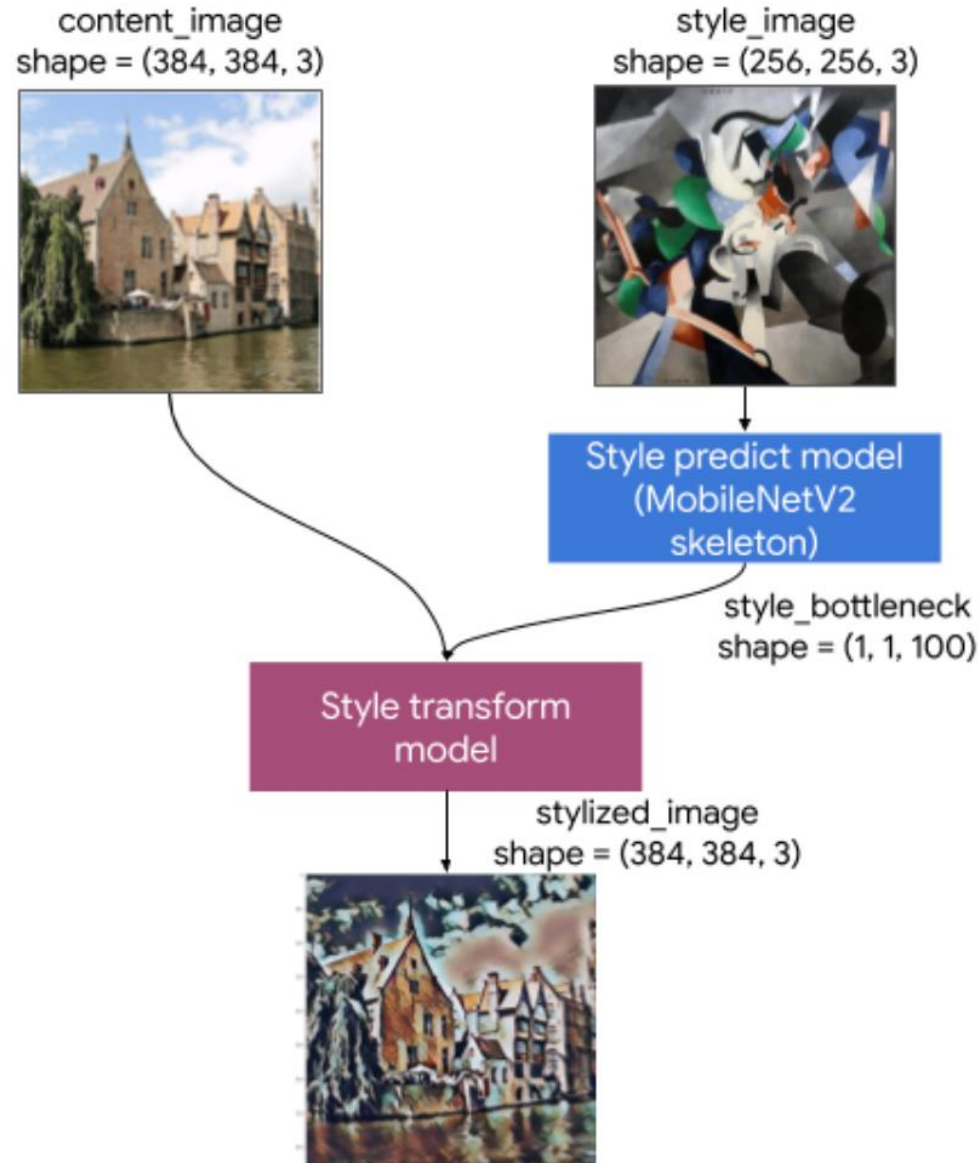 content_image
shape = (384, 384, 3)
style_image
shape = (256, 256, 3)
Style predict model
(MobileNetV2
skeleton)
style_bottleneck
shape = (1, 1, 100)
Style transform
model
stylized_image
shape = (384, 384, 3)